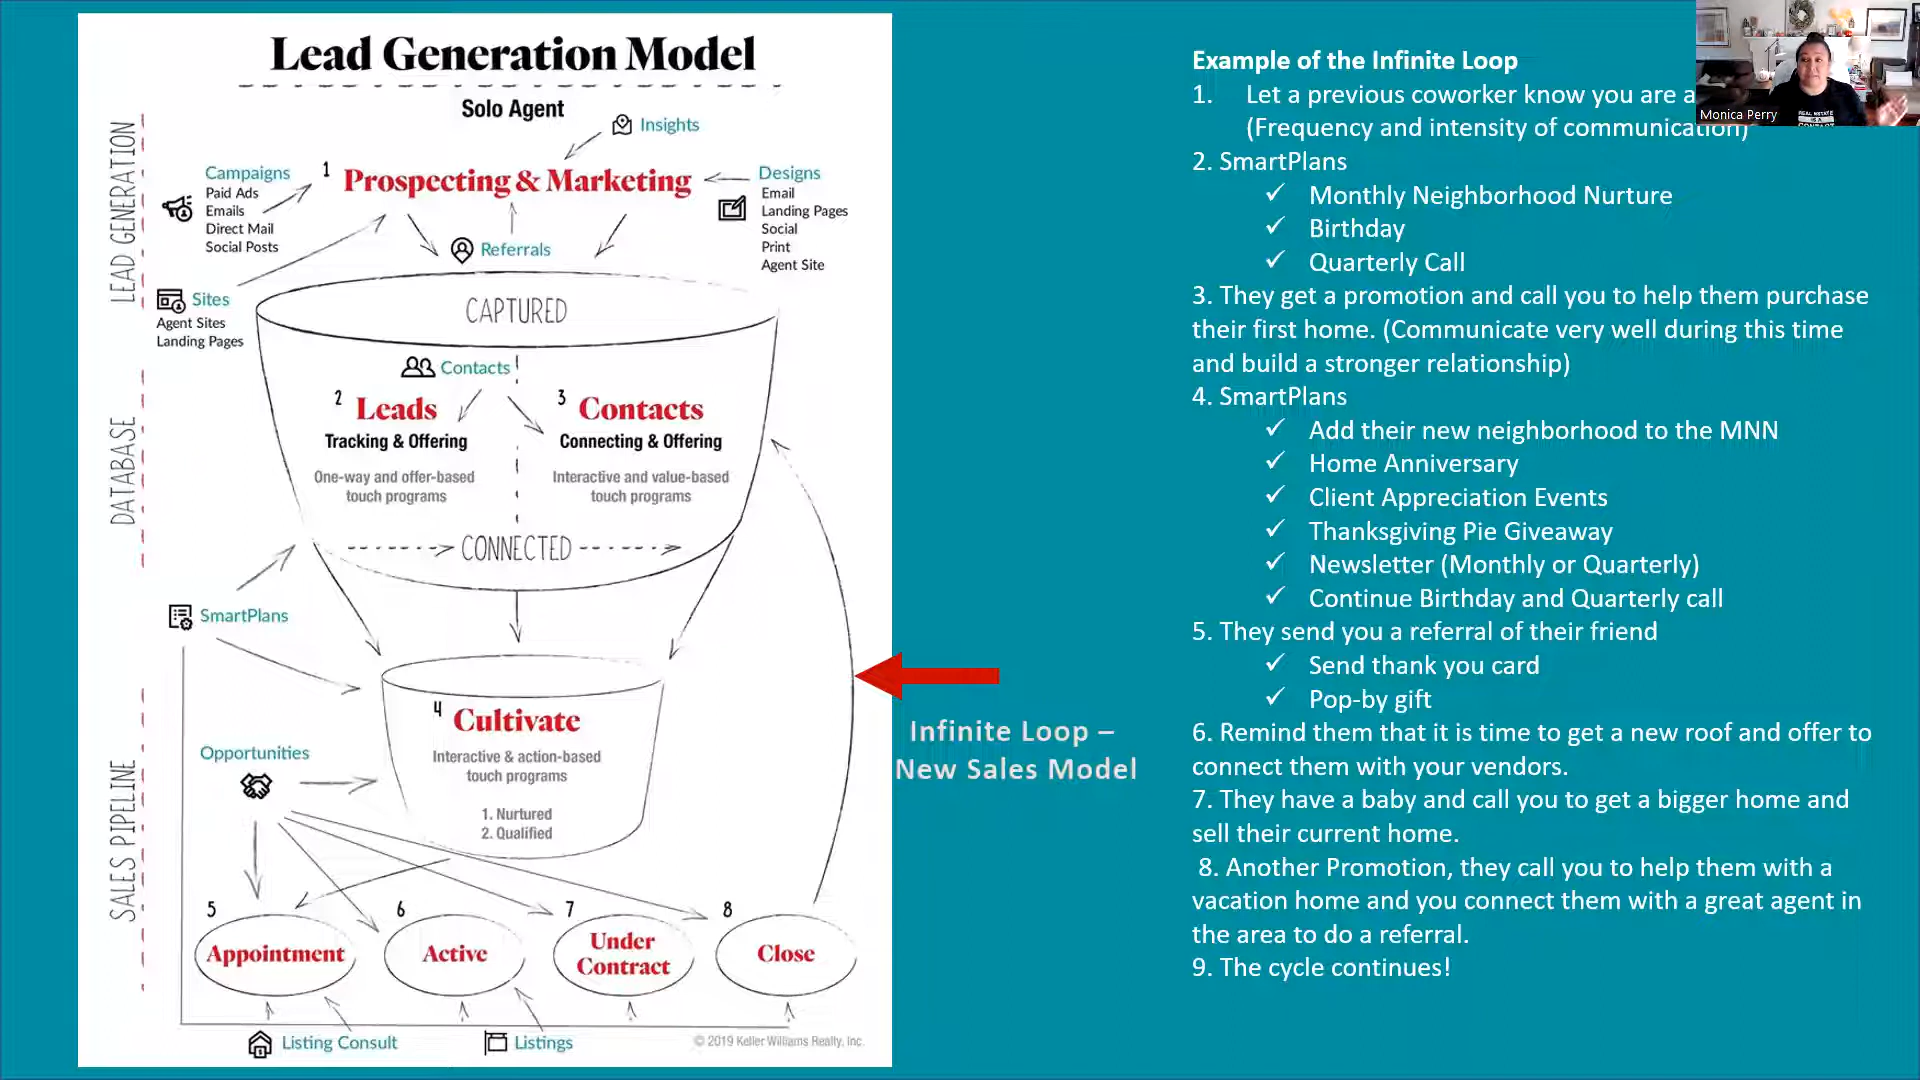 Lead Generation Model
Solo Agent
LEAD GENERATION
DATABASE
SALES PIPELINE
Insights
Campaigns
Paid Ads
Emails
Direct Mail
Social Posts
1 Prospecting & Marketing
Designs
Email
Landing Pages
Social
Print
Agent Site
Referrals
Sites
Agent Sites
Landing Pages
CAPTURED
Contacts
2 Leads
Tracking & Offering
One-way and offer-based
touch programs
3 Contacts
Connecting & Offering
Interactive and value-based
touch programs
CONNECTED
SmartPlans
4 Cultivate
Interactive & action-based
touch programs
1. Nurtured
2. Qualified
Opportunities
5 Appointment
6 Active
7 Under
Contract
8 Close
Listing Consult
Listings
© 2019 Keller Williams Realty, Inc.
Infinite Loop –
New Sales Model
Example of the Infinite Loop
1. Let a previous coworker know you are a
(Frequency and intensity of communication)
2. SmartPlans
✓ Monthly Neighborhood Nurture
✓ Birthday
✓ Quarterly Call
3. They get a promotion and call you to help them purchase
their first home. (Communicate very well during this time
and build a stronger relationship)
4. SmartPlans
✓ Add their new neighborhood to the MNN
✓ Home Anniversary
✓ Client Appreciation Events
✓ Thanksgiving Pie Giveaway
✓ Newsletter (Monthly or Quarterly)
✓ Continue Birthday and Quarterly call
5. They send you a referral of their friend
✓ Send thank you card
✓ Pop-by gift
6. Remind them that it is time to get a new roof and offer to
connect them with your vendors.
7. They have a baby and call you to get a bigger home and
sell their current home.
8. Another Promotion, they call you to help them with a
vacation home and you connect them with a great agent in
the area to do a referral.
9. The cycle continues!
Monica Perry
REAL ESTATE
IS A
CONTACT